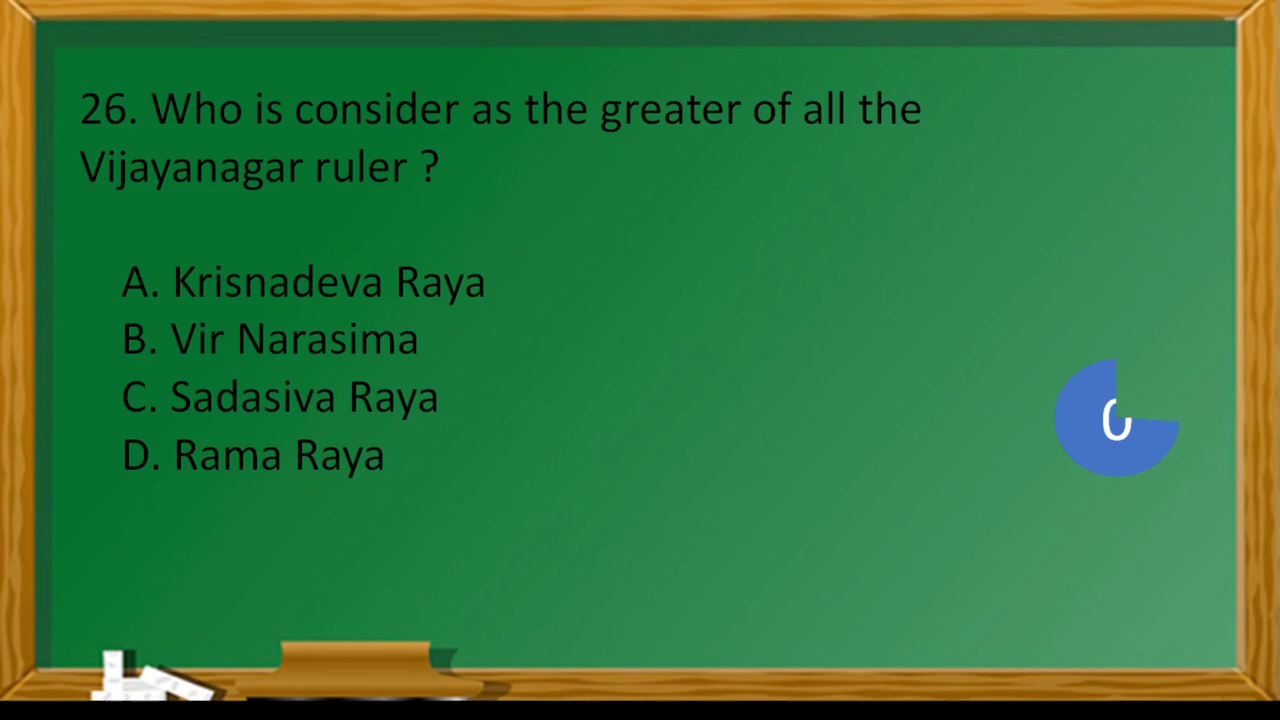 26. Who is consider as the greater of all the
Vijayanagar ruler ?
A. Krisnadeva Raya
B. Vir Narasima
C. Sadasiva Raya
D. Rama Raya
0